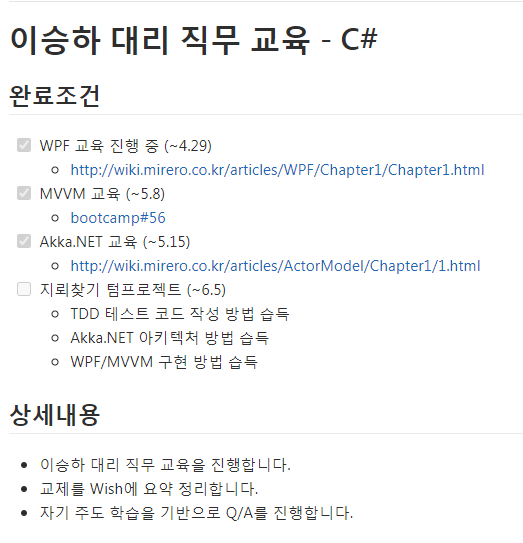 이승하 대리 직무 교육 - C#
완료조건
WPF 교육 진행 중 (~4.29)
http://wiki.mirero.co.kr/articles/WPF/Chapter1/Chapter1.html
MVVM 교육 (~5.8)
bootcamp#56
Akka.NET 교육 (~5.15)
http://wiki.mirero.co.kr/articles/ActorModel/Chapter1/1.html
지뢰찾기 텀프로젝트 (~6.5)
TDD 테스트 코드 작성 방법 습득
Akka.NET 아키텍처 방법 습득
WPF/MVVM 구현 방법 습득
상세내용
이승하 대리 직무 교육을 진행합니다.
교제를 Wish에 요약 정리합니다.
자기 주도 학습을 기반으로 Q/A를 진행합니다.